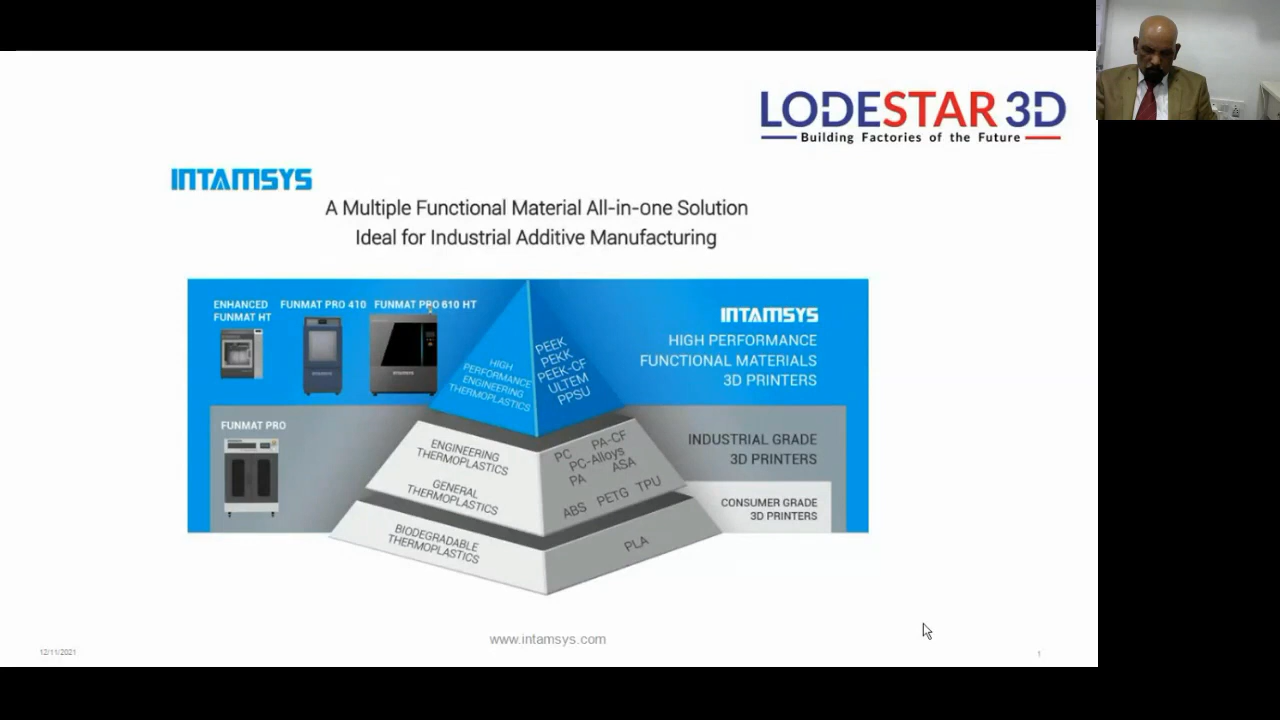 LODESTAR 3D
Building Factories of the Future
INTAMSYS
A Multiple Functional Material All-in-one Solution
Ideal for Industrial Additive Manufacturing
ENHANCED
FUNMAT HT
FUNMAT PRO 410
FUNMAT PRO 610 HT
INTAMSYS
HIGH PERFORMANCE
FUNCTIONAL MATERIALS
3D PRINTERS
HIGH
PERFORMANCE
ENGINEERING
THERMOPLASTICS
PEEK
PEKK
PEEK-CF
ULTEM
PPSU
FUNMAT PRO
INDUSTRIAL GRADE
3D PRINTERS
ENGINEERING
THERMOPLASTICS
PC PA-CF
PC-Alloys
PA ASA
GENERAL
THERMOPLASTICS
ABS PETG TPU
CONSUMER GRADE
3D PRINTERS
BIODEGRADABLE
THERMOPLASTICS
PLA
www.intamsys.com
12/11/2021
1